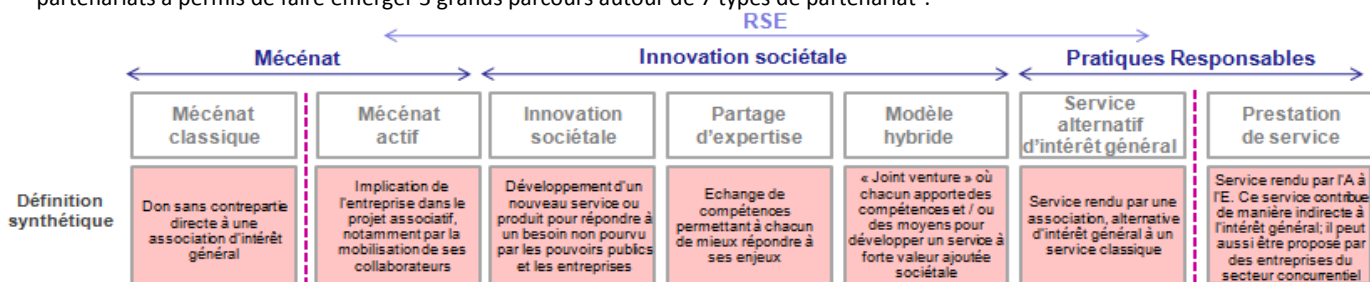 partenariats a permis de faire émerger 3 grands parcours autour de 7 types de partenariat :
RSE
Mécénat
Innovation sociétale
Pratiques Responsables
Mécénat
classique
Mécénat
actif
Innovation
sociétale
Partage
d'expertise
Modèle
hybride
Service
alternatif
d'intérêt général
Prestation
de service
Définition
synthétique
Don sans contrepartie
directe à une
association d'intérêt
général
Implication de
l'entreprise dans le
projet associatif,
notamment par la
mobilisation de ses
collaborateurs
Développement d'un
nouveau service ou
produit pour répondre à
un besoin non pourvu
par les pouvoirs publics
et les entreprises
Echange de
compétences
permettant à chacun
de mieux répondre à
ses enjeux
« Joint venture » où
chacun apporte des
compétences et / ou
des moyens pour
développer un service à
forte valeur ajoutée
sociétale
Service rendu par une
association, alternative
d'intérêt général à un
service classique
Service rendu par l'A à
l'E. Ce service contribue
de manière indirecte à
l'intérêt général; il peut
aussi être proposé par
des entreprises du
secteur concurrentiel